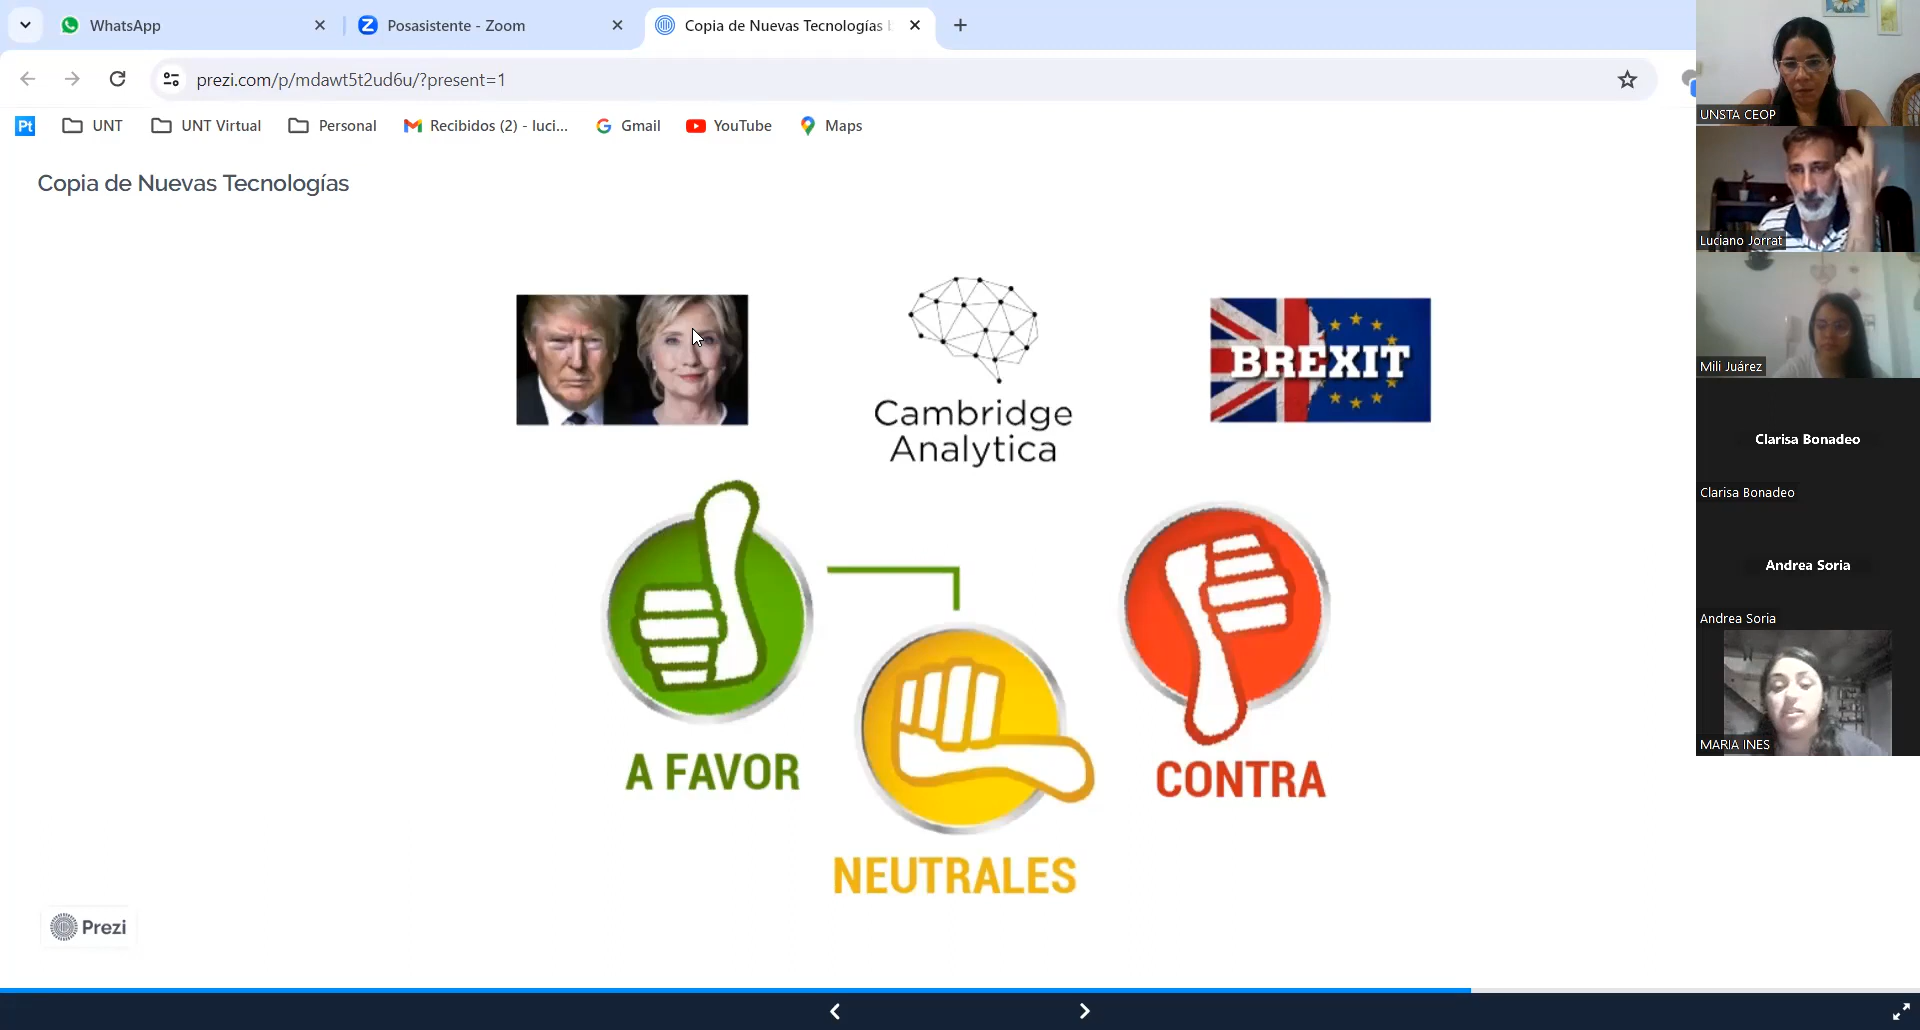 WhatsApp
Posasistente - Zoom
Copia de Nuevas Tecnologías
prezi.com/p/mdawt5t2ud6u/?present=1
Pt
UNT
UNT Virtual
Personal
Recibidos (2) - luci...
Gmail
YouTube
Maps
Copia de Nuevas Tecnologías
Cambridge
Analytica
BREXIT
A FAVOR
CONTRA
NEUTRALES
Prezi
UNSTA CEOP
Luciano Jorrat
Mili Juárez
Clarisa Bonadeo
Clarisa Bonadeo
Andrea Soria
Andrea Soria
MARIA INES